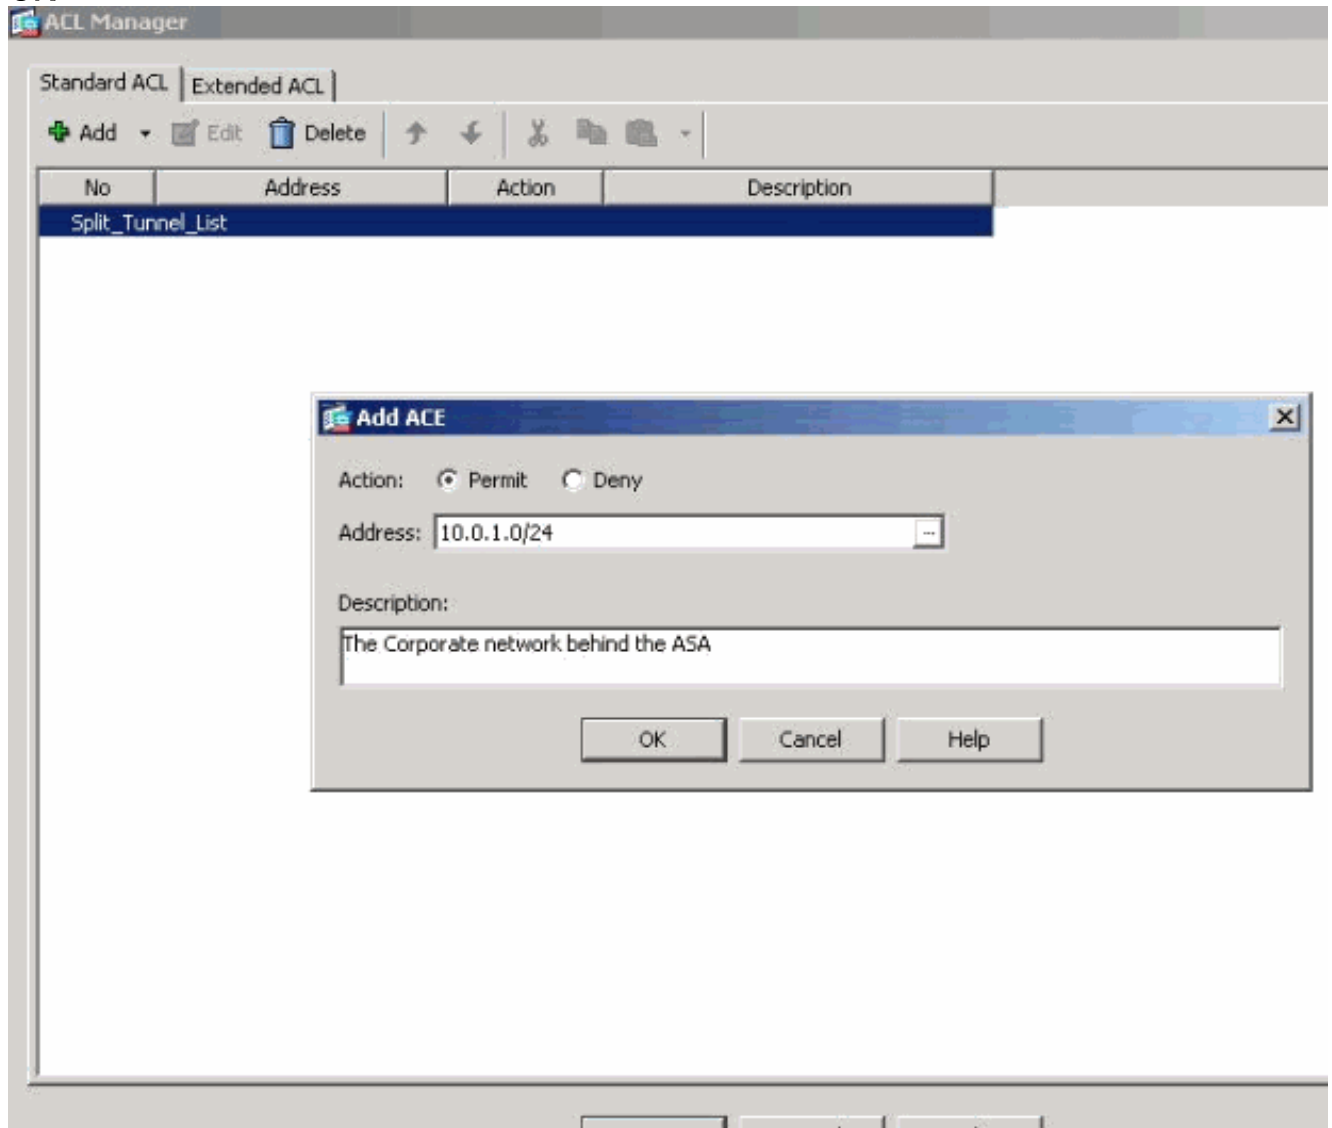 ACL Manager
Standard ACL Extended ACL
Add Edit Delete
No Address Action Description
Split_Tunnel_List
Add ACE
Action: Permit Deny
Address: 10.0.1.0/24 ...
Description:
The Corporate network behind the ASA
OK Cancel Help